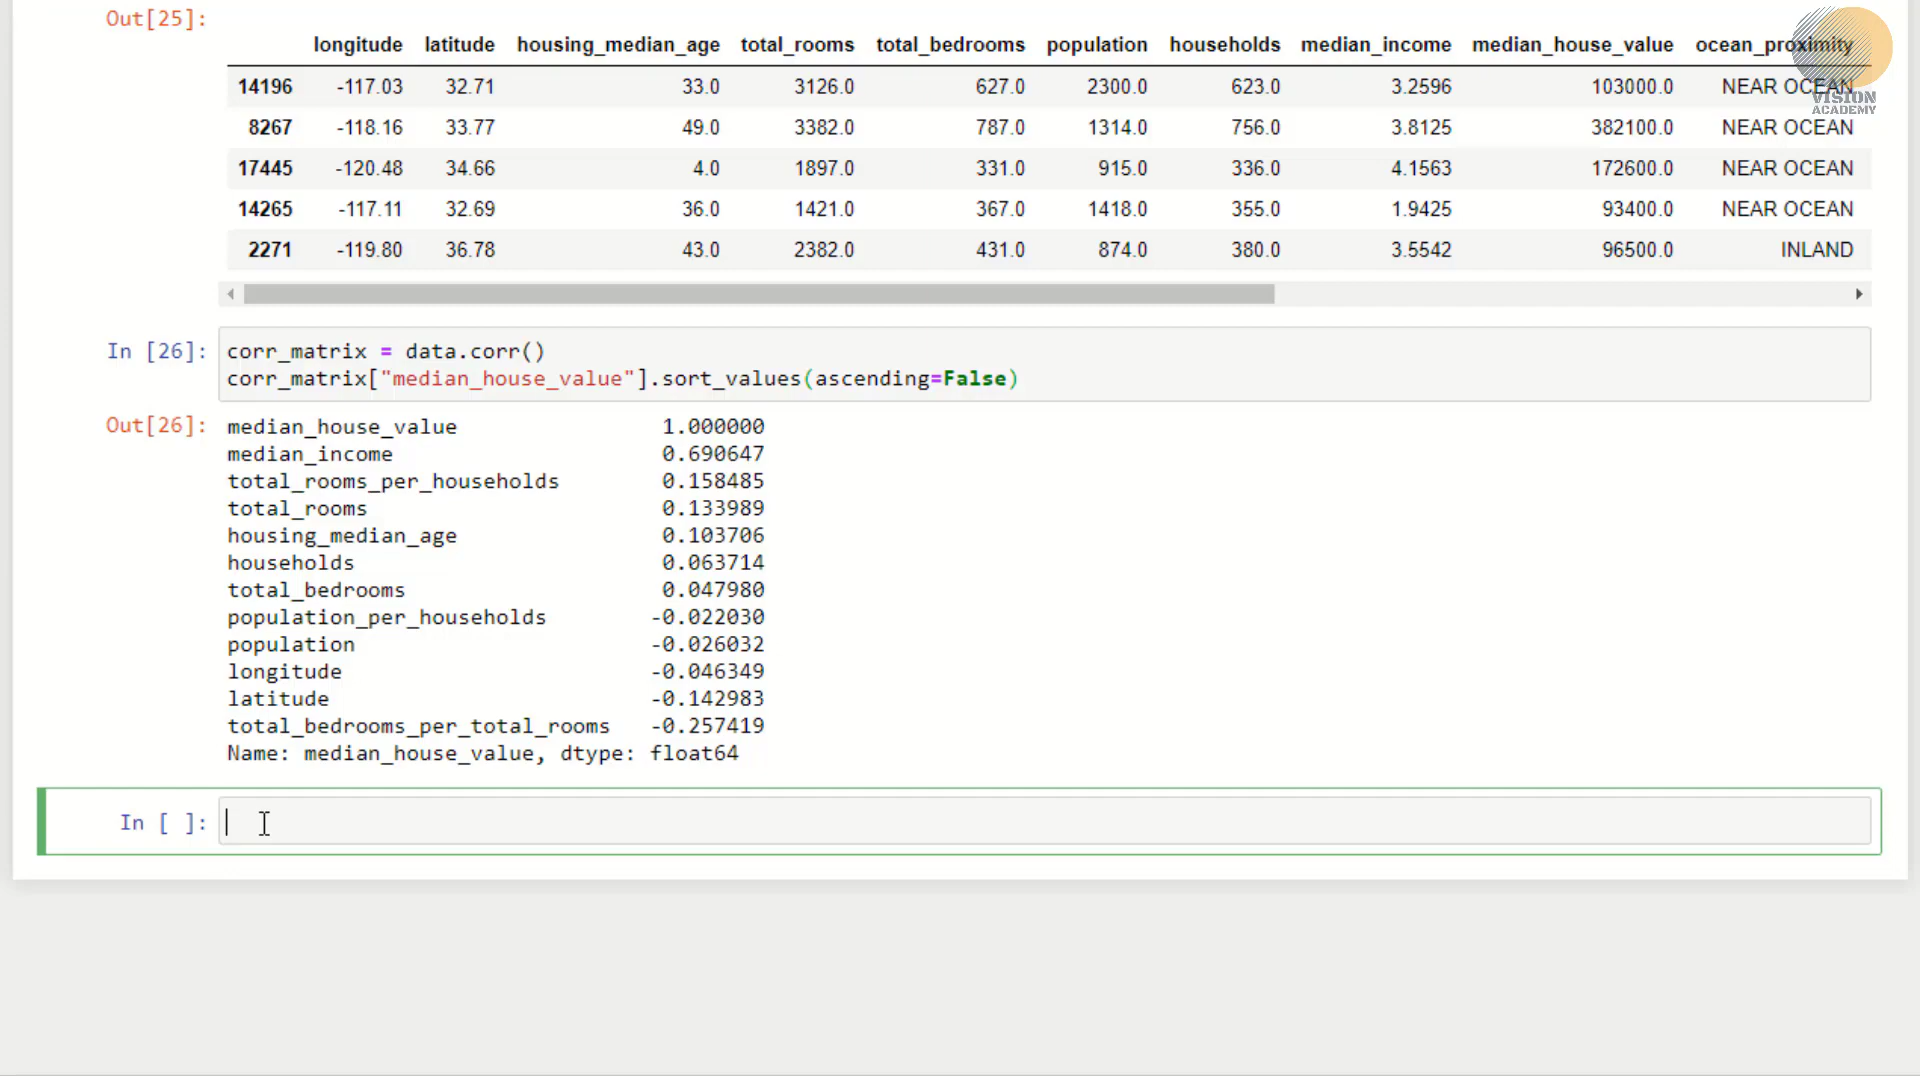 Out[25]:
longitude latitude housing_median_age total_rooms total_bedrooms population households median_income median_house_value ocean_proximity
14196 -117.03 32.71 33.0 3126.0 627.0 2300.0 623.0 3.2596 103000.0 NEAR OCEAN
8267 -118.16 33.77 49.0 3382.0 787.0 1314.0 756.0 3.8125 382100.0 NEAR OCEAN
17445 -120.48 34.66 4.0 1897.0 331.0 915.0 336.0 4.1563 172600.0 NEAR OCEAN
14265 -117.11 32.69 36.0 1421.0 367.0 1418.0 355.0 1.9425 93400.0 NEAR OCEAN
2271 -119.80 36.78 43.0 2382.0 431.0 874.0 380.0 3.5542 96500.0 INLAND
VISION
ACADEMY
In [26]: corr_matrix = data.corr()
corr_matrix["median_house_value"].sort_values(ascending=False)
Out[26]: median_house_value 1.000000
median_income 0.690647
total_rooms_per_households 0.158485
total_rooms 0.133989
housing_median_age 0.103706
households 0.063714
total_bedrooms 0.047980
population_per_households -0.022030
population -0.026032
longitude -0.046349
latitude -0.142983
total_bedrooms_per_total_rooms -0.257419
Name: median_house_value, dtype: float64
In [ ]: